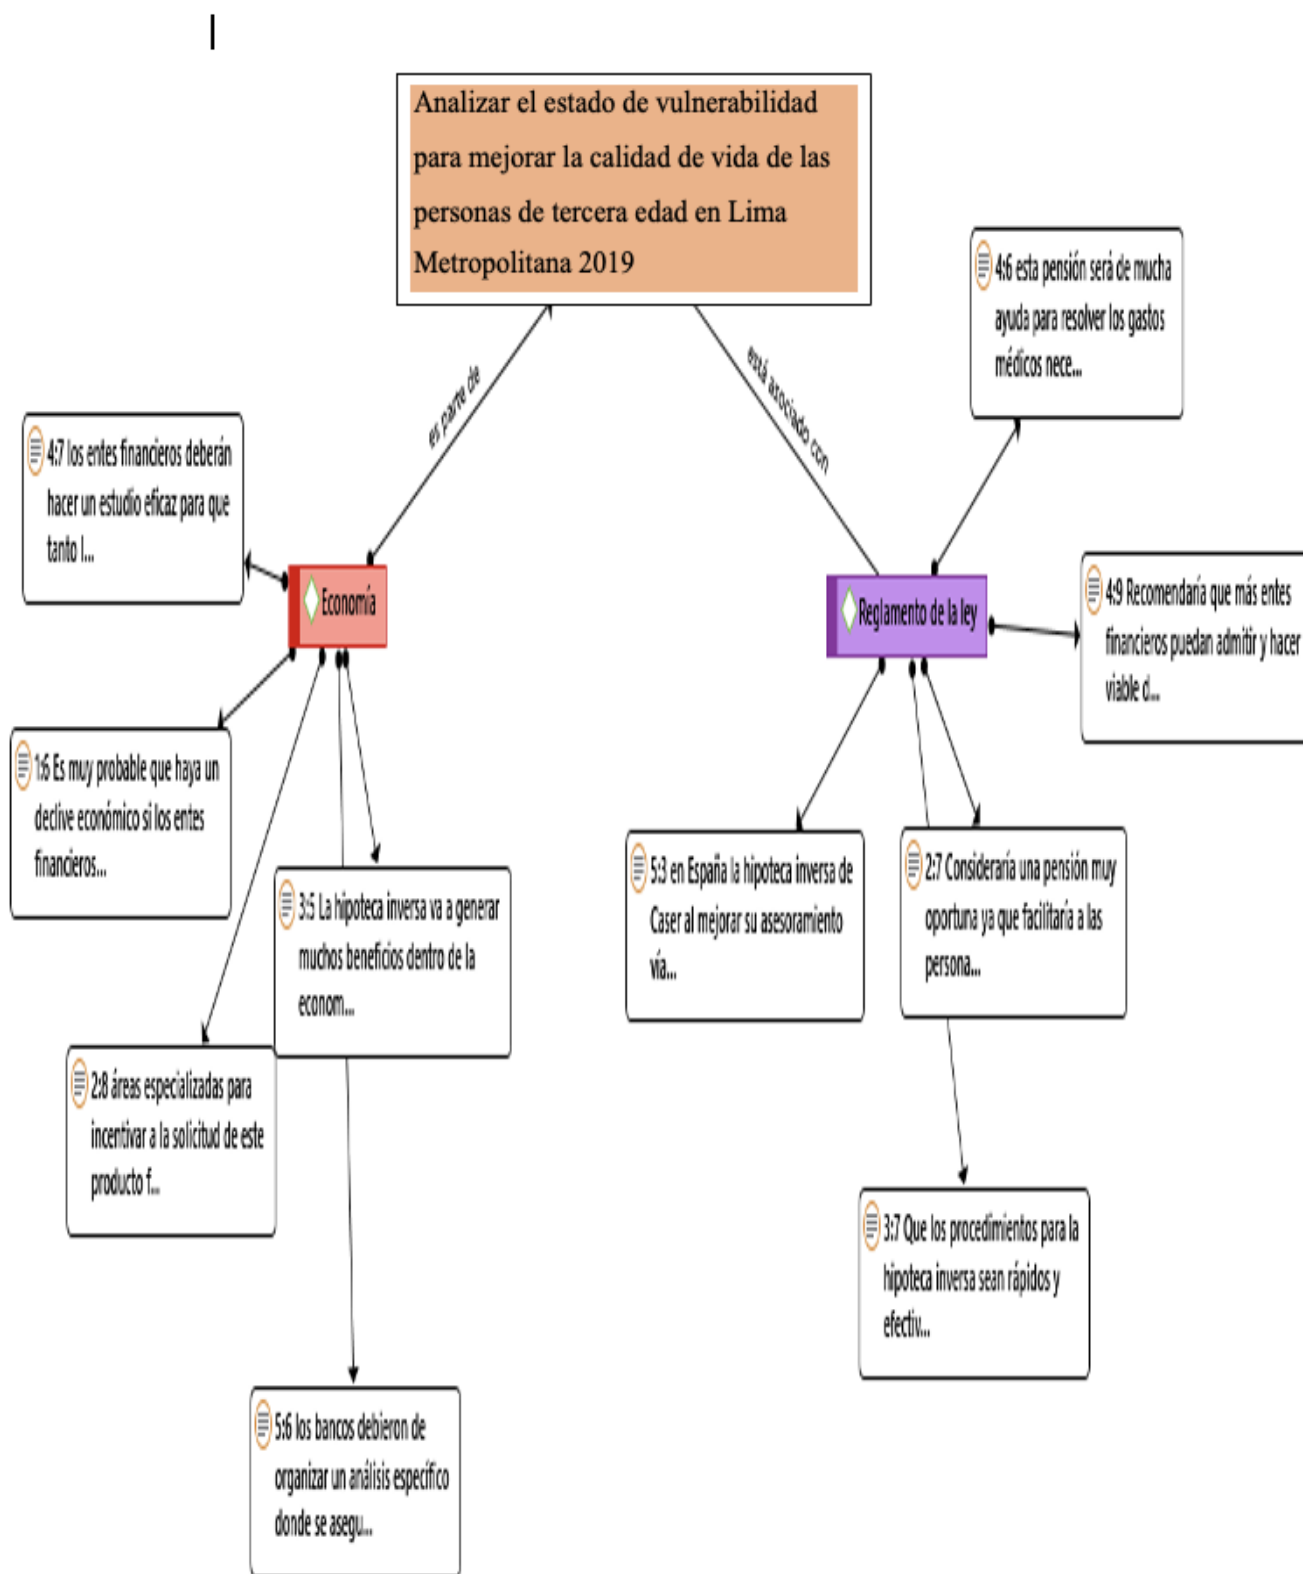 Analizar el estado de vulnerabilidad
para mejorar la calidad de vida de las
personas de tercera edad en Lima
Metropolitana 2019
es parte de
está asociado con
4:6 esta pensión será de mucha
ayuda para resolver los gastos
médicos nece...
4:7 los entes financieros deberán
hacer un estudio eficaz para que
tanto l...
Economía
Reglamento de la ley
4:9 Recomendaría que más entes
financieros puedan admitir y hacer
viable d...
1:6 Es muy probable que haya un
declive económico si los entes
financieros...
3:5 La hipoteca inversa va a generar
muchos beneficios dentro de la
econom...
5:3 en España la hipoteca inversa de
Caser al mejorar su asesoramiento
vía...
2:7 Consideraría una pensión muy
oportuna ya que facilitaría a las
persona...
2:8 áreas especializadas para
incentivar a la solicitud de este
producto f...
3:7 Que los procedimientos para la
hipoteca inversa sean rápidos y
efectiv...
5:6 los bancos debieron de
organizar un análisis específico
donde se asegu...